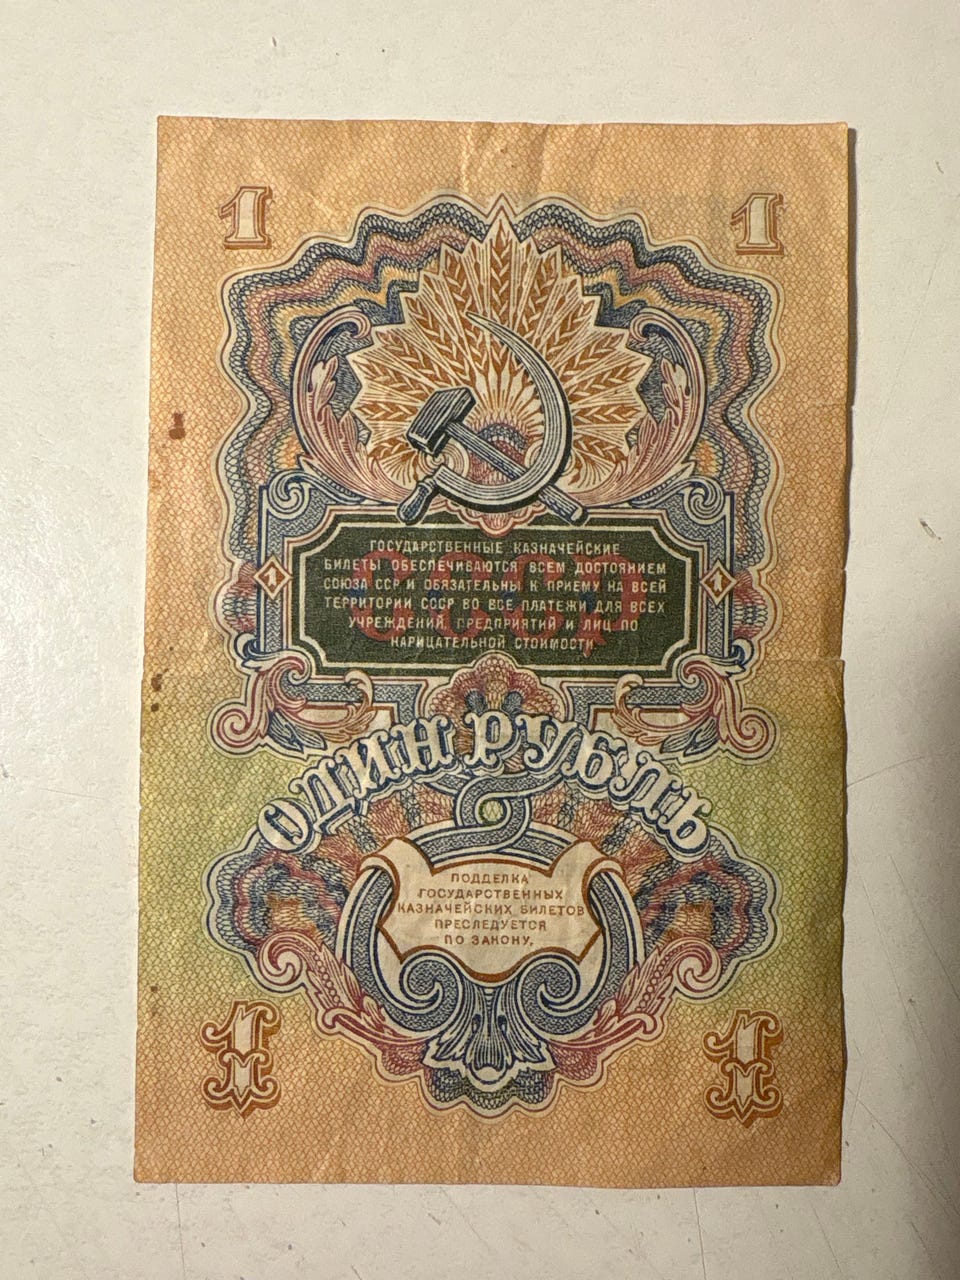 1 1
ГОСУДАРСТВЕННЫЕ КАЗНАЧЕЙСКИЕ
БИЛЕТЫ ОБЕСПЕЧИВАЮТСЯ ВСЕМ ДОСТОЯНИЕМ
СОЮЗА ССР И ОБЯЗАТЕЛЬНЫ К ПРИЕМУ НА ВСЕЙ
1 ТЕРРИТОРИИ СССР ВО ВСЕ ПЛАТЕЖИ ДЛЯ ВСЕХ 1
УЧРЕЖДЕНИЙ, ПРЕДПРИЯТИЙ И ЛИЦ ПО
НАРИЦАТЕЛЬНОЙ СТОИМОСТИ
ОДИН РУБЛЬ
ПОДДЕЛКА
ГОСУДАРСТВЕННЫХ
КАЗНАЧЕЙСКИХ БИЛЕТОВ
ПРЕСЛЕДУЕТСЯ
ПО ЗАКОНУ.
1 1